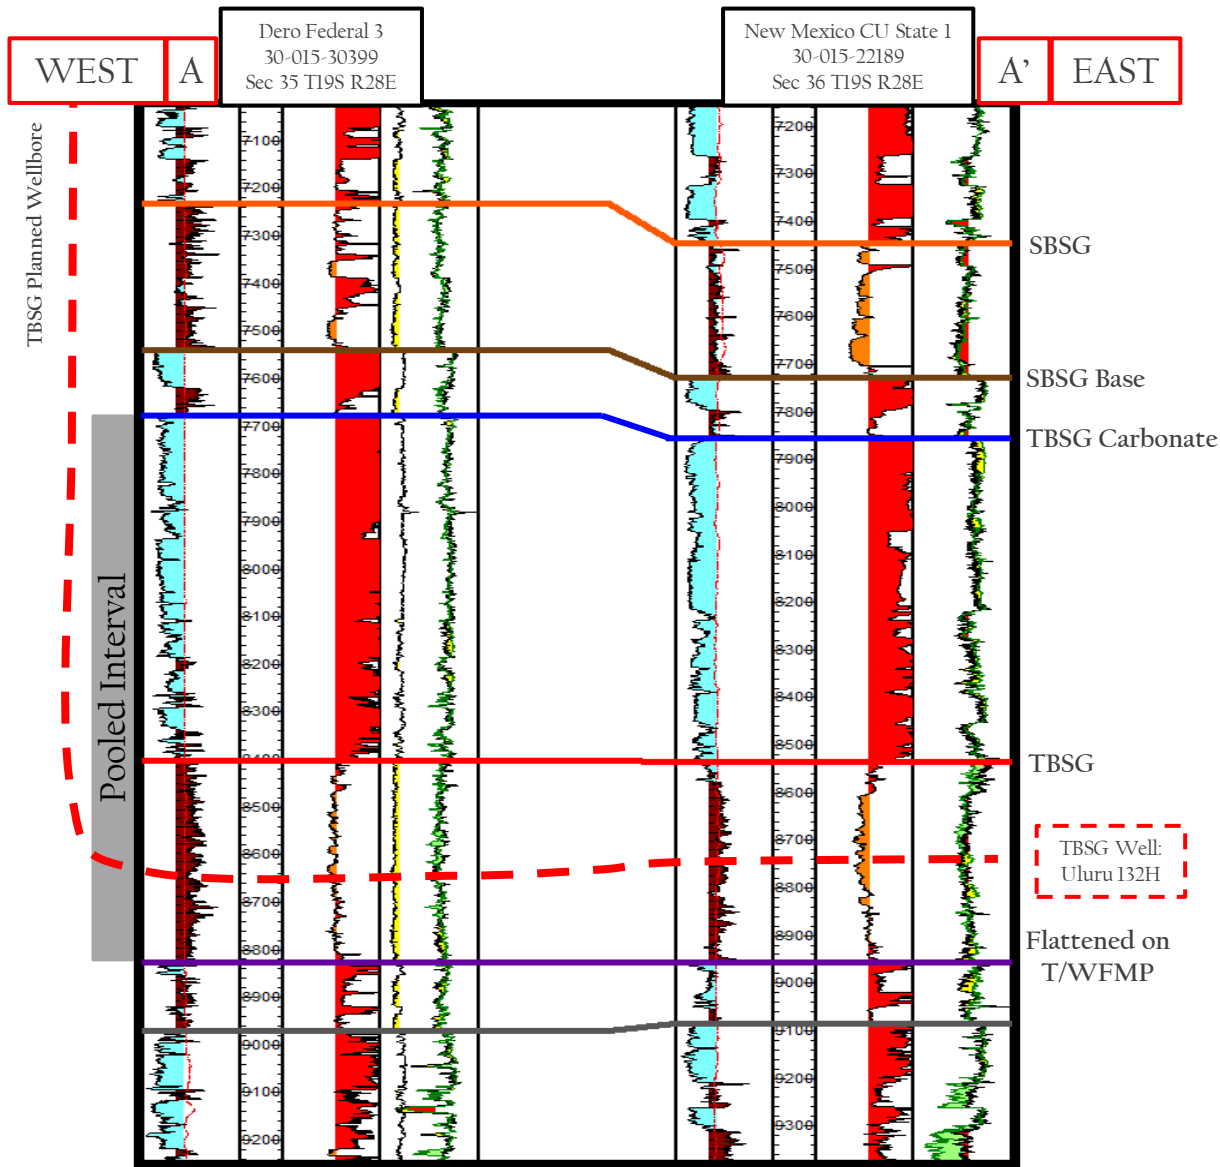 WEST
A
Dero Federal 3
30-015-30399
Sec 35 T19S R28E
New Mexico CU State 1
30-015-22189
Sec 36 T19S R28E
A'
EAST
TBSG Planned Wellbore
Pooled Interval
7100
7200
7300
7400
7500
7600
7700
7800
7900
8000
8100
8200
8300
8400
8500
8600
8700
8800
8900
9000
9100
9200
7200
7300
7400
7500
7600
7700
7800
7900
8000
8100
8200
8300
8400
8500
8600
8700
8800
8900
9000
9100
9200
9300
SBSG
SBSG Base
TBSG Carbonate
TBSG
TBSG Well:
Uluru 132H
Flattened on
T/WFMP